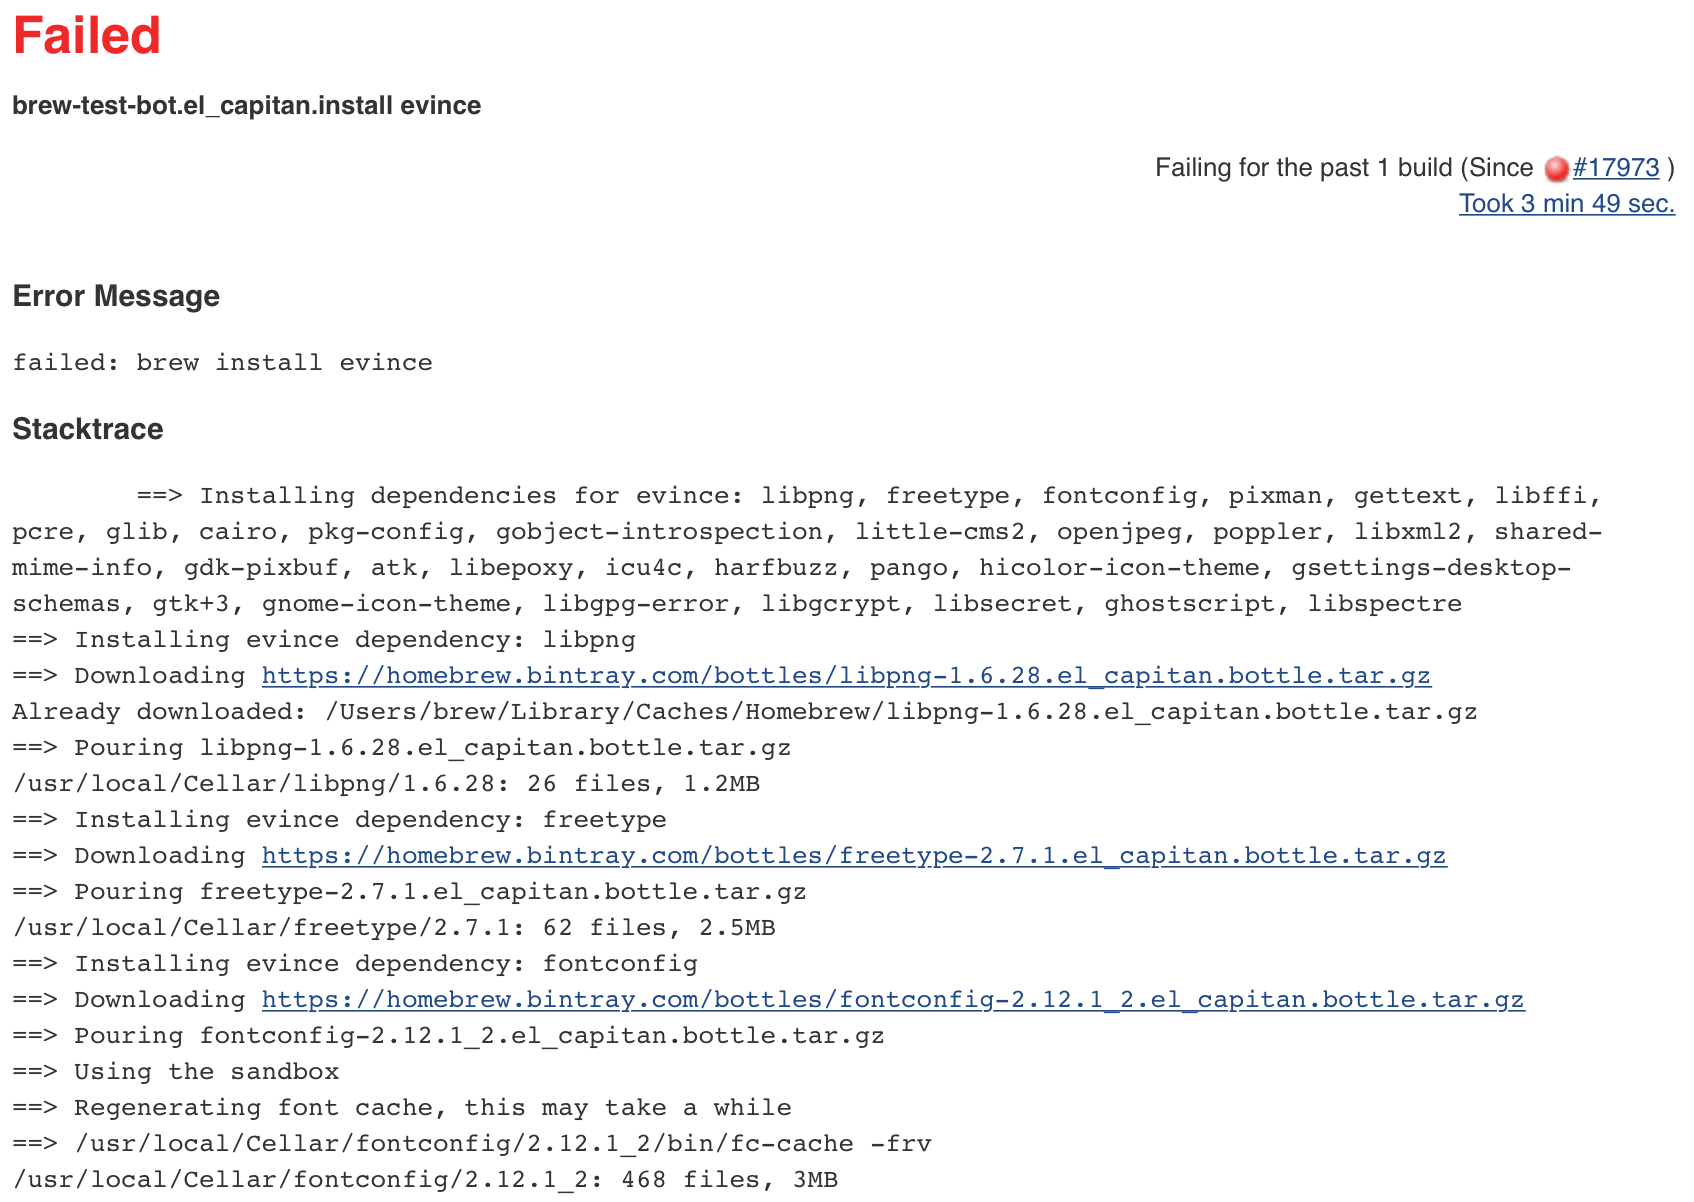 Failed
brew-test-bot.el_capitan.install evince
Failing for the past 1 build (Since #17973 )
Took 3 min 49 sec.
Error Message
failed: brew install evince
Stacktrace
==> Installing dependencies for evince: libpng, freetype, fontconfig, pixman, gettext, libffi,
pcre, glib, cairo, pkg-config, gobject-introspection, little-cms2, openjpeg, poppler, libxml2, shared-
mime-info, gdk-pixbuf, atk, libepoxy, icu4c, harfbuzz, pango, hicolor-icon-theme, gsettings-desktop-
schemas, gtk+3, gnome-icon-theme, libgpg-error, libgcrypt, libsecret, ghostscript, libspectre
==> Installing evince dependency: libpng
==> Downloading https://homebrew.bintray.com/bottles/libpng-1.6.28.el_capitan.bottle.tar.gz
Already downloaded: /Users/brew/Library/Caches/Homebrew/libpng-1.6.28.el_capitan.bottle.tar.gz
==> Pouring libpng-1.6.28.el_capitan.bottle.tar.gz
/usr/local/Cellar/libpng/1.6.28: 26 files, 1.2MB
==> Installing evince dependency: freetype
==> Downloading https://homebrew.bintray.com/bottles/freetype-2.7.1.el_capitan.bottle.tar.gz
==> Pouring freetype-2.7.1.el_capitan.bottle.tar.gz
/usr/local/Cellar/freetype/2.7.1: 62 files, 2.5MB
==> Installing evince dependency: fontconfig
==> Downloading https://homebrew.bintray.com/bottles/fontconfig-2.12.1_2.el_capitan.bottle.tar.gz
==> Pouring fontconfig-2.12.1_2.el_capitan.bottle.tar.gz
==> Using the sandbox
==> Regenerating font cache, this may take a while
==> /usr/local/Cellar/fontconfig/2.12.1_2/bin/fc-cache -frv
/usr/local/Cellar/fontconfig/2.12.1_2: 468 files, 3MB